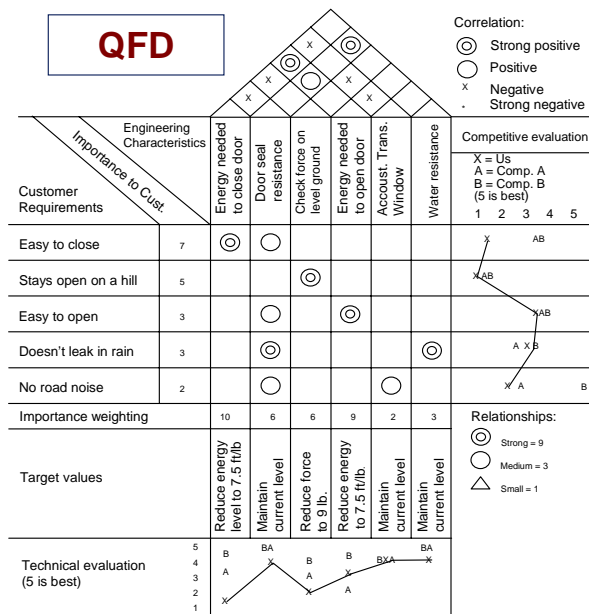 QFD
Correlation:
Strong positive
Positive
X Negative
* Strong negative
X
X
X
X
X
X
Engineering
Characteristics
Importance to Cust.
Customer
Requirements
Energy needed
to close door
Door seal
resistance
Check force on
level ground
Energy needed
to open door
Accoust. Trans.
Window
Water resistance
Competitive evaluation
X = Us
A = Comp. A
B = Comp. B
(5 is best)
1 2 3 4 5
Easy to close 7 X AB
Stays open on a hill 5 X AB
Easy to open 3 X AB
Doesn't leak in rain 3 A X B
No road noise 2 X A B
Importance weighting 10 6 6 9 2 3
Relationships:
Strong = 9
Medium = 3
Small = 1
Target values
Reduce energy
level to 7.5 ft/lb
Maintain
current level
Reduce force
to 9 lb.
Reduce energy
to 7.5 ft/lb.
Maintain
current level
Maintain
current level
Technical evaluation
(5 is best)
5
4
3
2
1
B
A
X
BA
X
B
A
X
B
X
A
BXA
BA
X